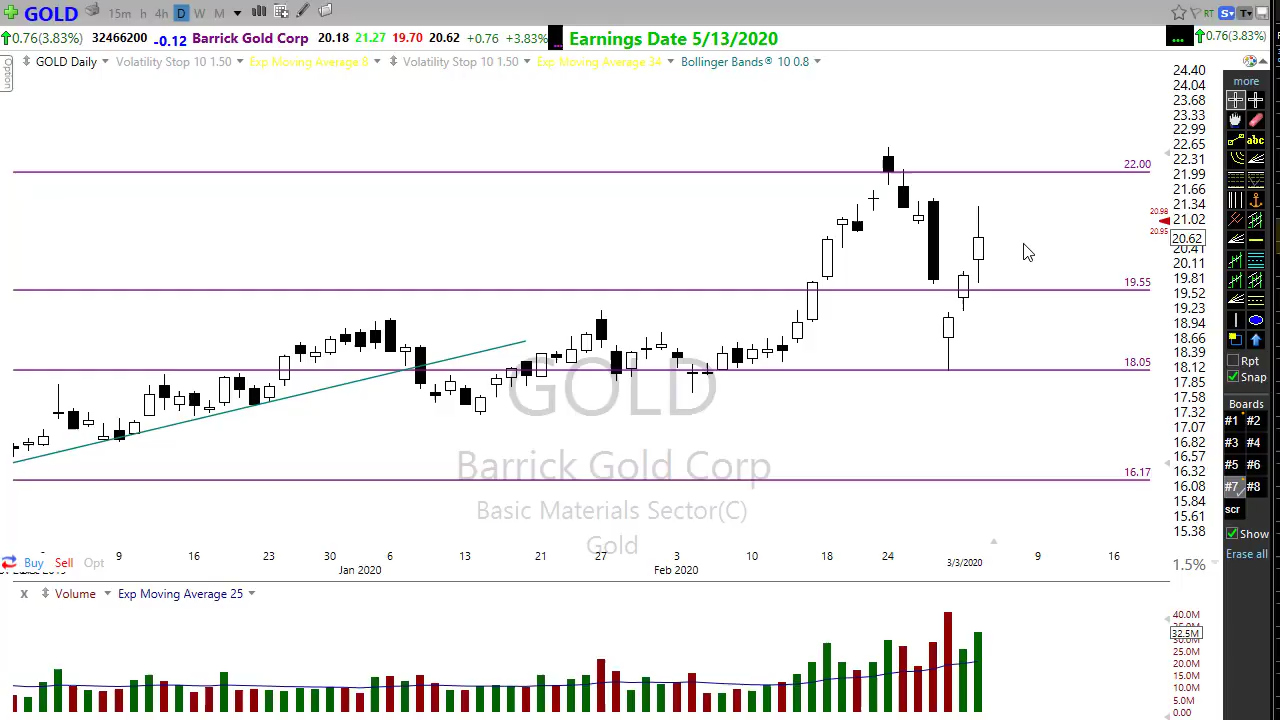 GOLD 15m h 4h D W M RT S T
0.76(3.83%) 32466200 -0.12 Barrick Gold Corp 20.18 21.27 19.70 20.62 +0.76 +3.83% ... Earnings Date 5/13/2020 ... 0.76(3.83%)
Option
GOLD Daily Volatility Stop 10 1.50 Exp Moving Average 8 Volatility Stop 10 1.50 Exp Moving Average 34 Bollinger Bands® 10 0.8
24.40
24.04
23.68
23.33
22.99
22.65
22.31
21.99
21.66
21.34
21.02
20.62
20.41
20.11
19.81
19.52
19.23
18.94
18.66
18.39
18.12
17.85
17.58
17.32
17.07
16.82
16.57
16.32
16.08
15.84
15.61
15.38
22.00
20.98
20.95
19.55
18.05
16.17
GOLD
Barrick Gold Corp
Basic Materials Sector(C)
Gold
9 16 23 30 6 13 21 27 3 10 18 24 3/3/2020 9 16
Jan 2020 Feb 2020
Buy Sell Opt
1.5%
x Volume Exp Moving Average 25
40.0M
32.5M
25.0M
20.0M
15.0M
10.0M
5.0M
0.00
more
abc
Rpt
Snap
Boards
#1 #2
#3 #4
#5 #6
#7 #8
scr
Show
Erase all